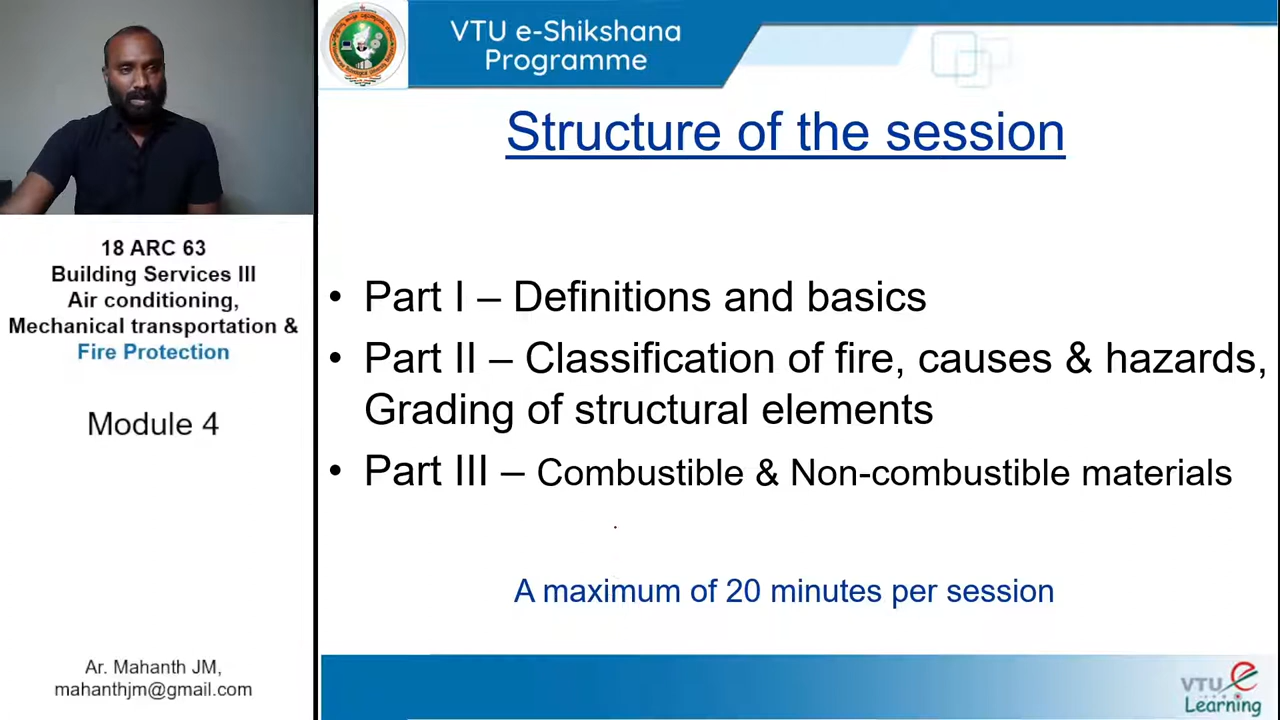 VTU e-Shikshana
Programme
Structure of the session
18 ARC 63
Building Services III
Air conditioning,
Mechanical transportation &
Fire Protection
Module 4
• Part I – Definitions and basics
• Part II – Classification of fire, causes & hazards,
Grading of structural elements
• Part III – Combustible & Non-combustible materials
A maximum of 20 minutes per session
Ar. Mahanth JM,
mahanthjm@gmail.com
VTU e
Learning